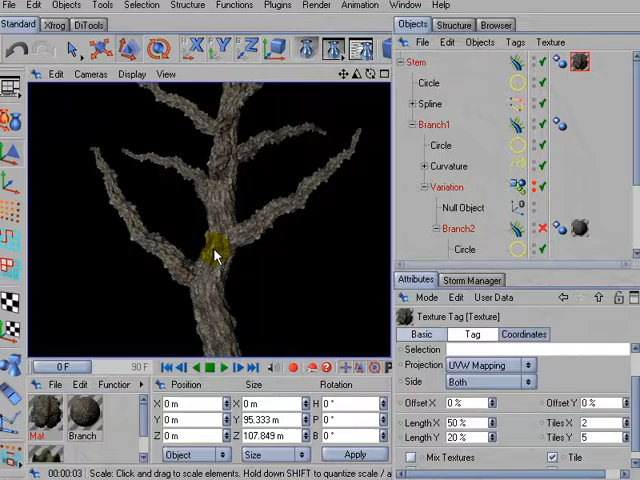 File Edit Objects Tools Selection Structure Functions Plugins Render Animation Window Help
Standard Xfrog DiTools
Objects Structure Browser
File Edit Objects Tags Texture
Edit Cameras Display View
Stem
Circle
Spline
Branch1
Circle
Curvature
Variation
Null Object
Branch2
Circle
Attributes Storm Manager
Mode Edit User Data
Texture Tag [Texture]
Basic Tag Coordinates
Selection
Projection UVW Mapping
Side Both
Offset X 0 % Offset Y 0 %
Length X 50 % Tiles X 2
Length Y 20 % Tiles Y 5
Mix Textures Tile
0 F 90 F
File Edit Functior
Mat Branch
Position Size Rotation
X 0 m X 0 m H 0 °
Y 0 m Y 95.333 m P 0 °
Z 0 m Z 107.849 m B 0 °
Object Size Apply
00:00:03 Scale: Click and drag to scale elements. Hold down SHIFT to quantize scale / a